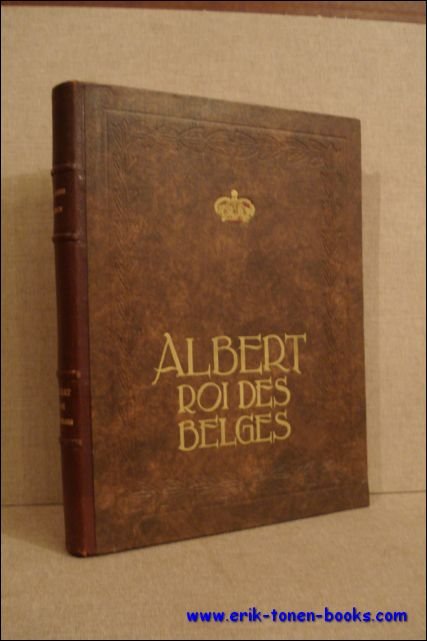 ALBERT
ROI DES
BELGES
www.erik-tonen-books.com